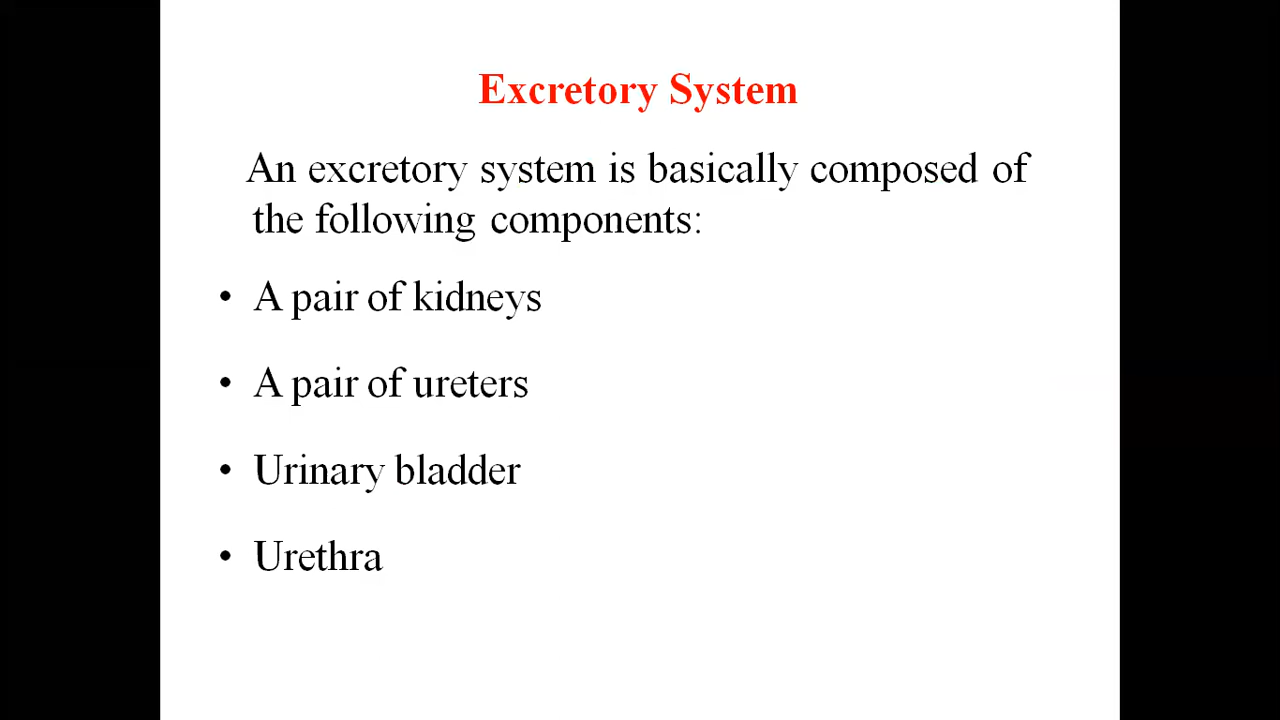 Excretory System
An excretory system is basically composed of
the following components:
• A pair of kidneys
• A pair of ureters
• Urinary bladder
• Urethra